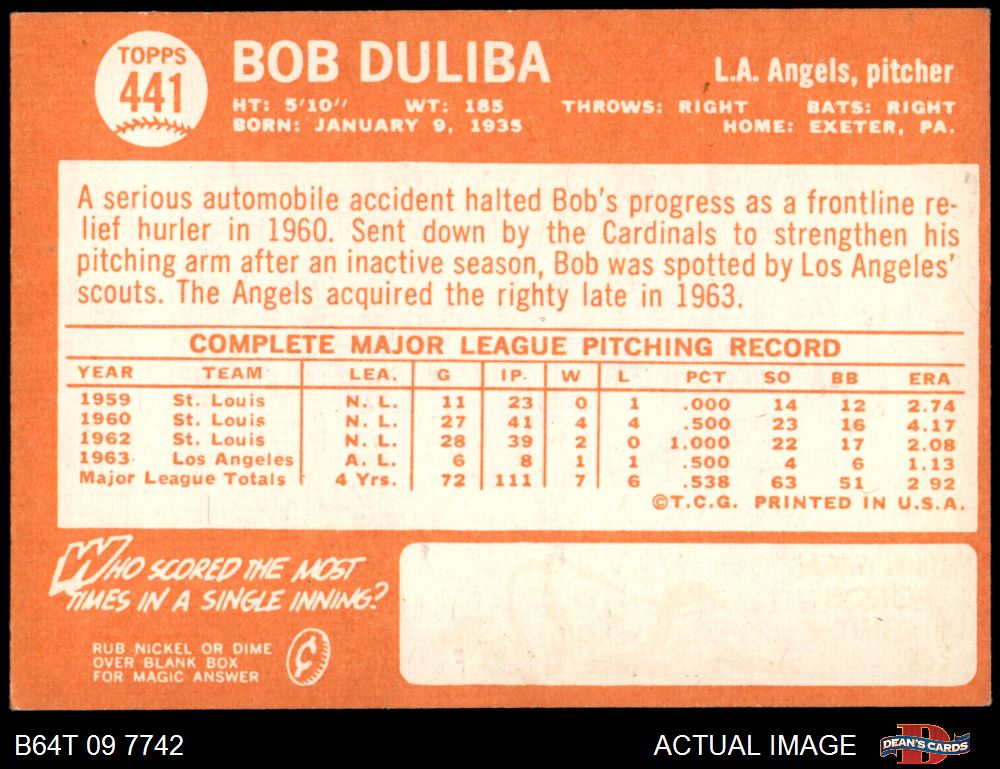 TOPPS
441
BOB DULIBA
L.A. Angels, pitcher
HT: 5'10" WT: 185 THROWS: RIGHT BATS: RIGHT
BORN: JANUARY 9, 1935 HOME: EXETER, PA.
A serious automobile accident halted Bob's progress as a frontline re-
lief hurler in 1960. Sent down by the Cardinals to strengthen his
pitching arm after an inactive season, Bob was spotted by Los Angeles'
scouts. The Angels acquired the righty late in 1963.
COMPLETE MAJOR LEAGUE PITCHING RECORD
YEAR TEAM LEA. G IP. W L PCT SO BB ERA
1959 St. Louis N. L. 11 23 0 1 .000 14 12 2.74
1960 St. Louis N. L. 27 41 4 4 .500 23 16 4.17
1962 St. Louis N. L. 28 39 2 0 1.000 22 17 2.08
1963 Los Angeles A. L. 6 8 1 1 .500 4 6 1.13
Major League Totals 4 Yrs. 72 111 7 6 .538 63 51 2.92
©T.C.G. PRINTED IN U.S.A.
WHO SCORED THE MOST
TIMES IN A SINGLE INNING?
RUB NICKEL OR DIME
OVER BLANK BOX
FOR MAGIC ANSWER
¢
B64T 09 7742
ACTUAL IMAGE
DEAN'S CARDS